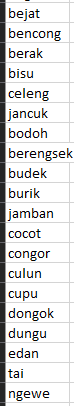 bejat
bencong
berak
bisu
celeng
jancuk
bodoh
berengsek
budek
burik
jamban
cocot
congor
culun
cupu
dongok
dungu
edan
tai
ngewe